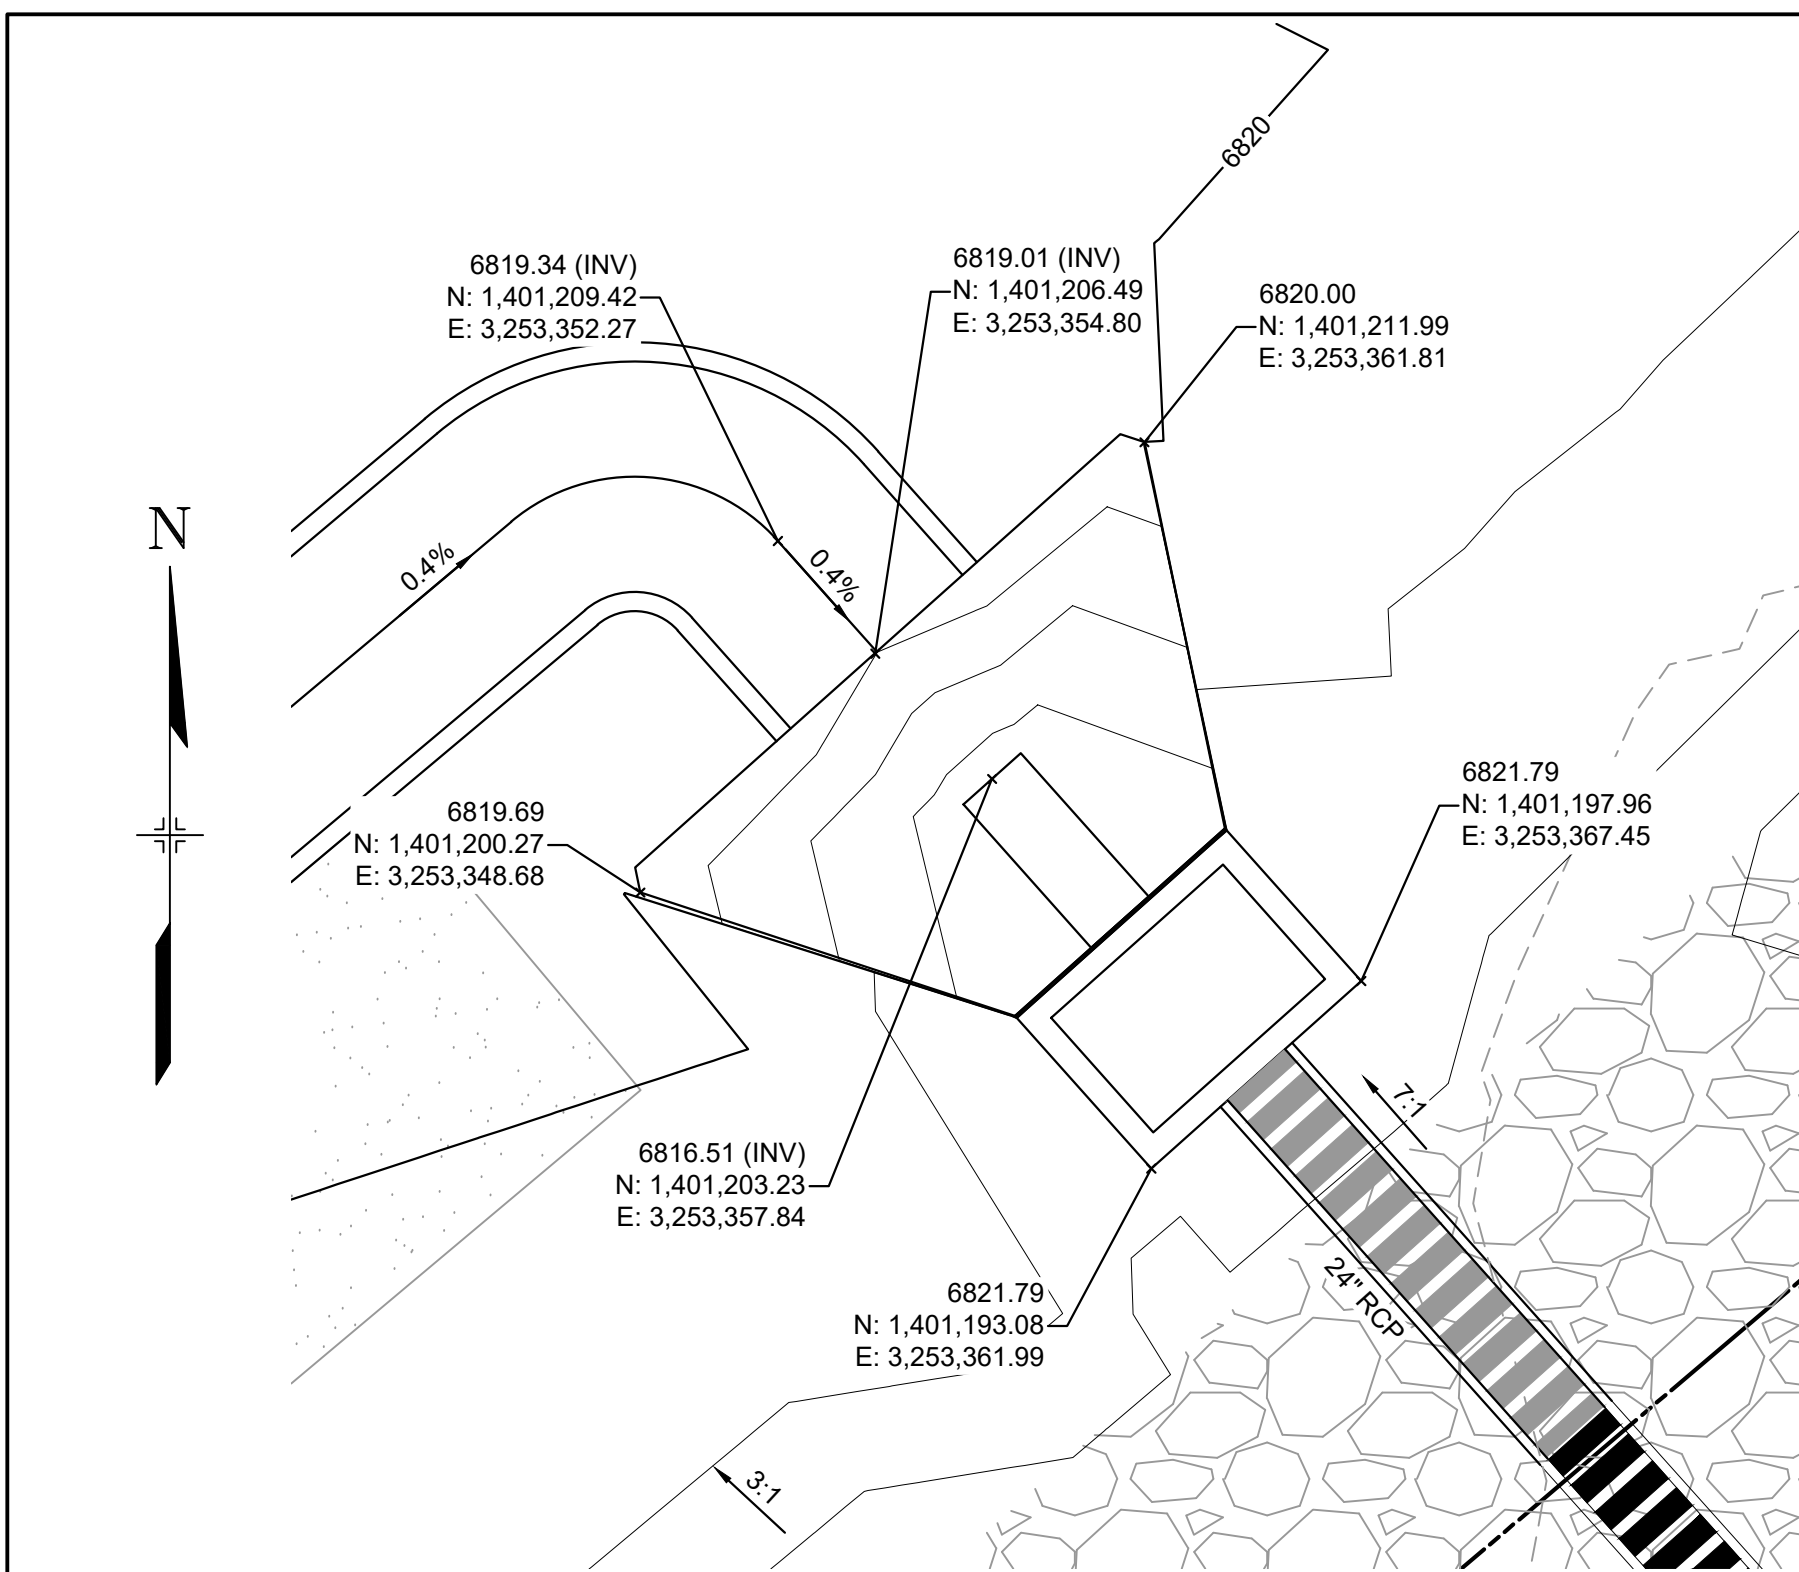 6820
6819.34 (INV)
N: 1,401,209.42
E: 3,253,352.27
6819.01 (INV)
N: 1,401,206.49
E: 3,253,354.80
6820.00
N: 1,401,211.99
E: 3,253,361.81
N
0.4%
0.4%
6819.69
N: 1,401,200.27
E: 3,253,348.68
6821.79
N: 1,401,197.96
E: 3,253,367.45
7:1
6816.51 (INV)
N: 1,401,203.23
E: 3,253,357.84
24" RCP
6821.79
N: 1,401,193.08
E: 3,253,361.99
3:1